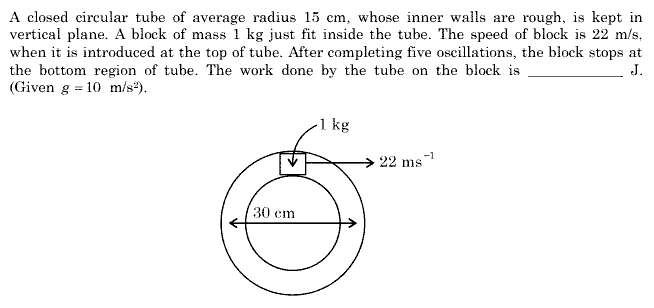 A closed circular tube of average radius 15 cm, whose inner walls are rough, is kept in
vertical plane. A block of mass 1 kg just fit inside the tube. The speed of block is 22 m/s,
when it is introduced at the top of tube. After completing five oscillations, the block stops at
the bottom region of tube. The work done by the tube on the block is ____________ J.
(Given g = 10 m/s²).
1 kg
22 ms⁻¹
30 cm